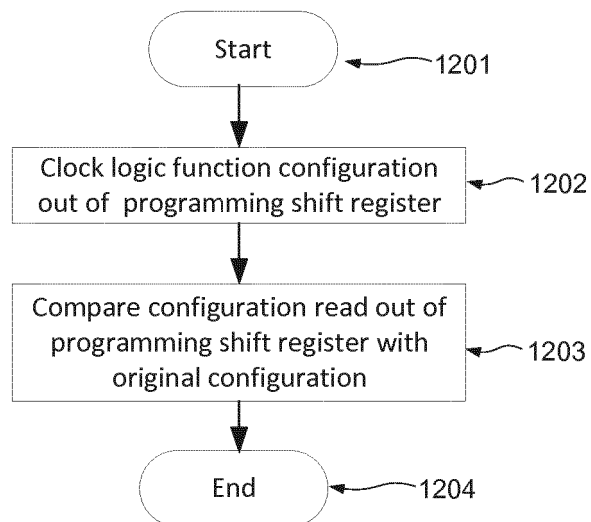 Start
1201
Clock logic function configuration
out of programming shift register
1202
Compare configuration read out of
programming shift register with
original configuration
1203
End
1204